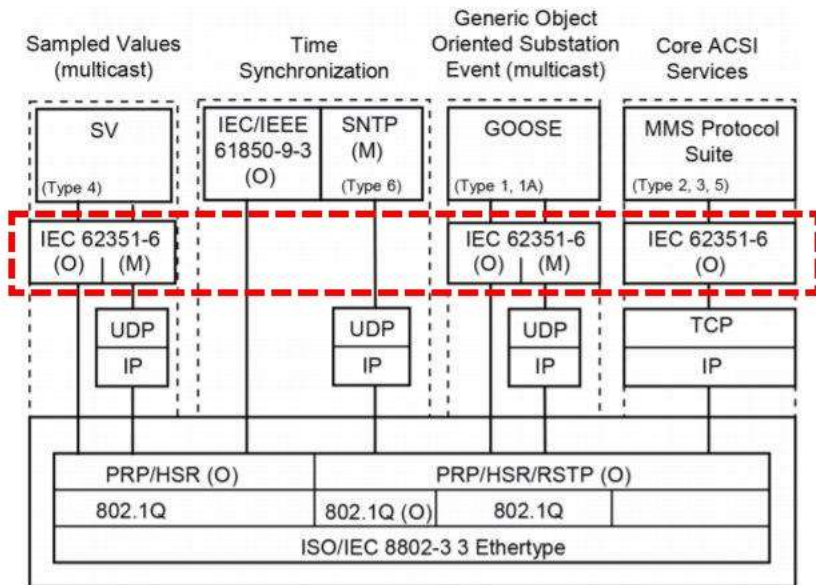 Sampled Values
(multicast)
Time
Synchronization
Generic Object
Oriented Substation
Event (multicast)
Core ACSI
Services
SV
(Type 4)
IEC/IEEE
61850-9-3
(O)
SNTP
(M)
(Type 6)
GOOSE
(Type 1, 1A)
MMS Protocol
Suite
(Type 2, 3, 5)
IEC 62351-6
(O) (M)
IEC 62351-6
(O) (M)
IEC 62351-6
(O)
UDP
IP
UDP
IP
UDP
IP
TCP
IP
PRP/HSR (O)
PRP/HSR/RSTP (O)
802.1Q
802.1Q (O)
802.1Q
ISO/IEC 8802-3 3 Ethertype